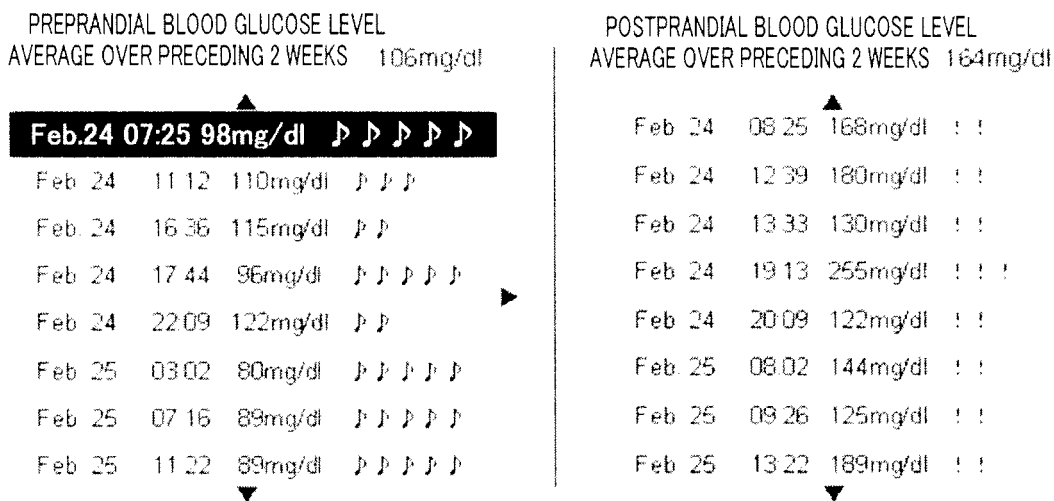 PREPRANDIAL BLOOD GLUCOSE LEVEL
AVERAGE OVER PRECEDING 2 WEEKS 106mg/dl
▲
Feb.24 07:25 98mg/dl ♪ ♪ ♪ ♪ ♪
Feb 24 11 12 110mg/dl ♪ ♪ ♪
Feb. 24 16 36 115mg/dl ♪ ♪
Feb 24 17 44 96mg/dl ♪ ♪ ♪ ♪ ♪
Feb 24 22:09 122mg/dl ♪ ♪
Feb 25 03 02 80mg/dl ♪ ♪ ♪ ♪ ♪
Feb 25 07 16 89mg/dl ♪ ♪ ♪ ♪ ♪
Feb 25 11 22 89mg/dl ♪ ♪ ♪ ♪ ♪
▼
▶
POSTPRANDIAL BLOOD GLUCOSE LEVEL
AVERAGE OVER PRECEDING 2 WEEKS 164mg/dl
▲
Feb 24 08 25 168mg/dl ! !
Feb 24 12 39 180mg/dl ! !
Feb 24 13 33 130mg/dl ! !
Feb 24 19 13 255mg/dl ! ! !
Feb 24 20 09 122mg/dl ! !
Feb. 25 08:02 144mg/dl ! !
Feb 25 09 26 125mg/dl ! !
Feb 25 13 22 189mg/dl ! !
▼